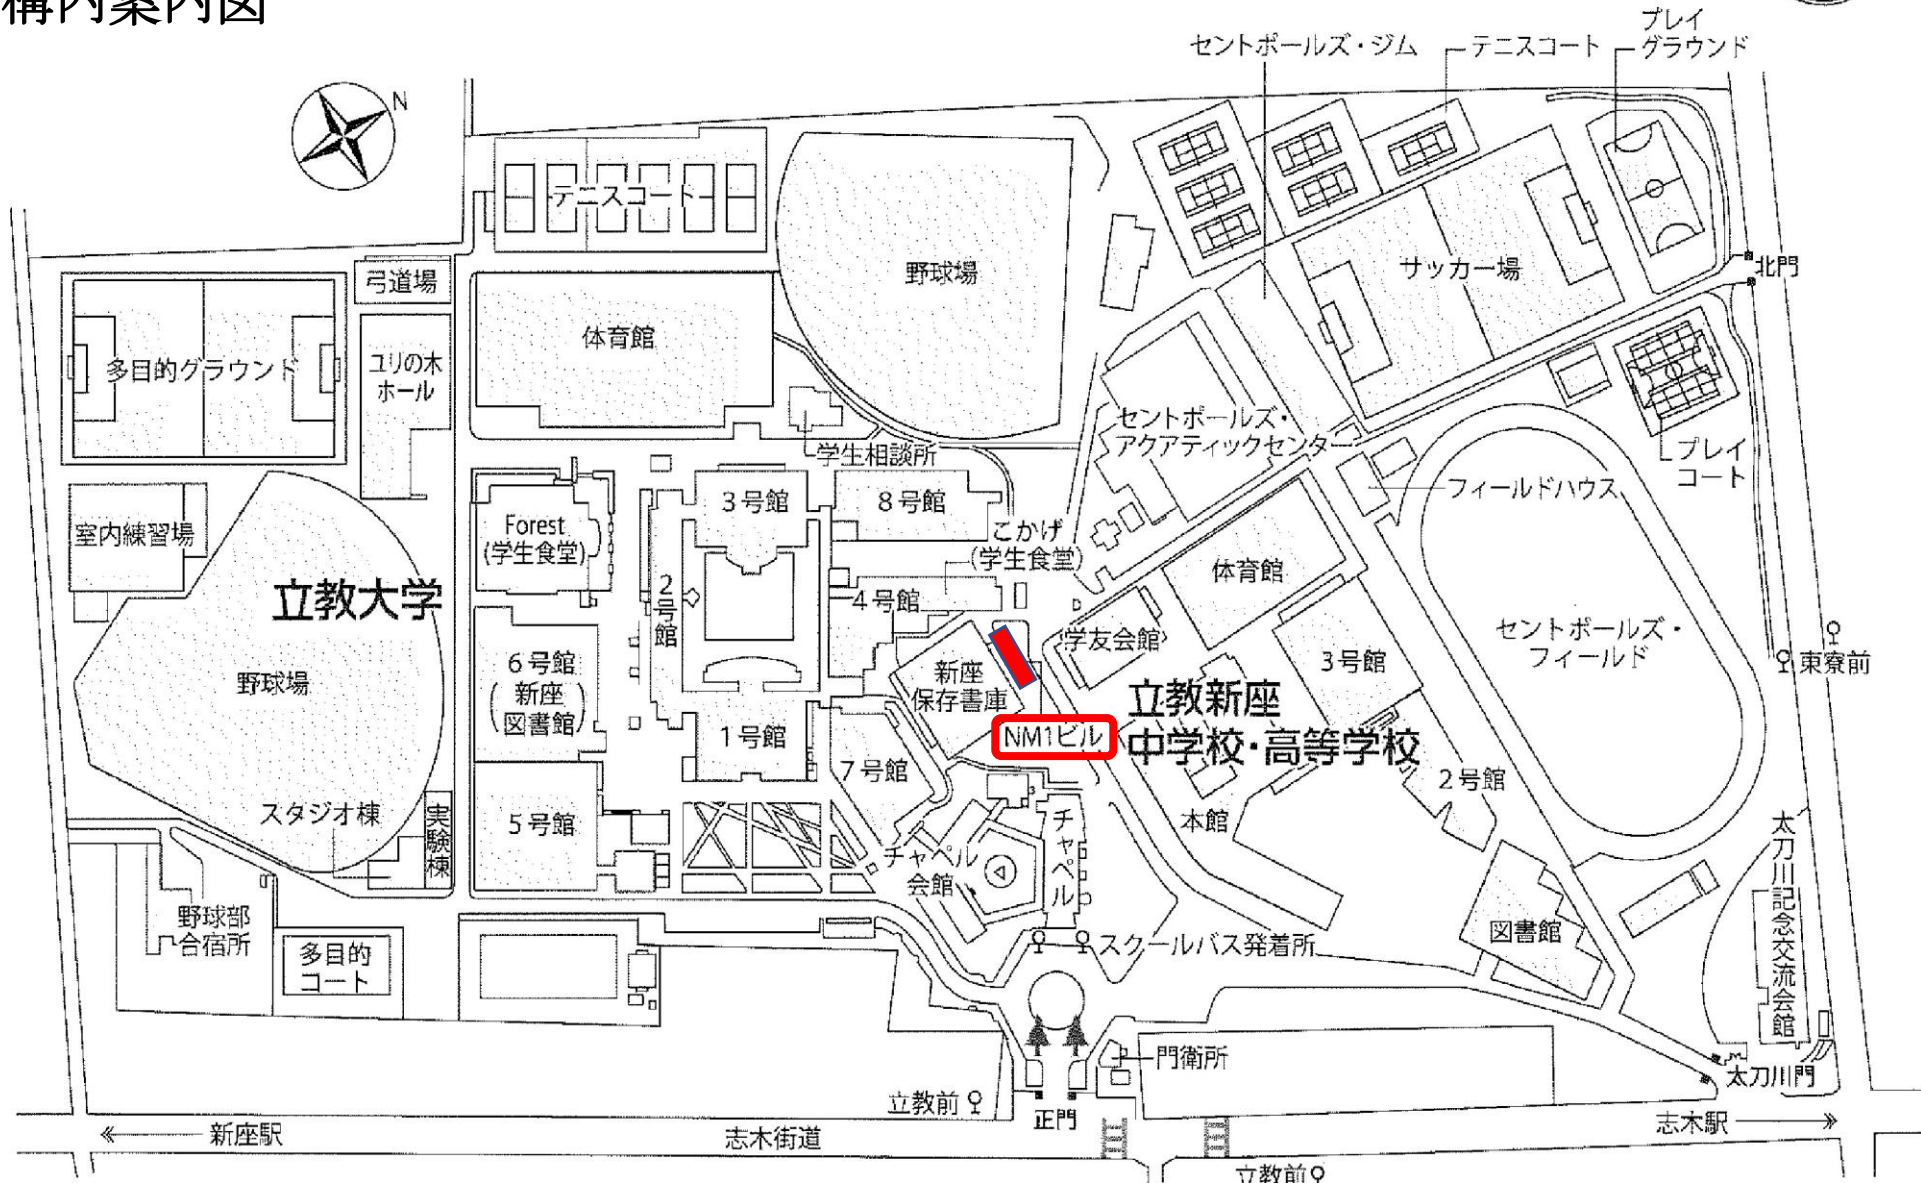 構内案内図
プレイ
グラウンド
セントポールズ・ジム
テニスコート
N
テニスコート
野球場
サッカー場
北門
弓道場
体育館
多目的グラウンド
ユリの木
ホール
セントポールズ・
アクアティックセンター
学生相談所
プレイ
コート
3号館
8号館
フィールドハウス
室内練習場
Forest
(学生食堂)
こかげ
(学生食堂)
体育館
立教大学
2号館
4号館
学友会館
セントポールズ・
フィールド
東寮前
3号館
野球場
6号館
(新座
図書館)
新座
保存書庫
立教新座
中学校・高等学校
1号館
NM1ビル
7号館
2号館
スタジオ棟
実験棟
5号館
チャペル
本館
太刀川記念交流会館
チャペル
会館
野球部
合宿所
多目的
コート
スクールバス発着所
図書館
門衛所
太刀川門
立教前
正門
新座駅
志木街道
志木駅
立教前